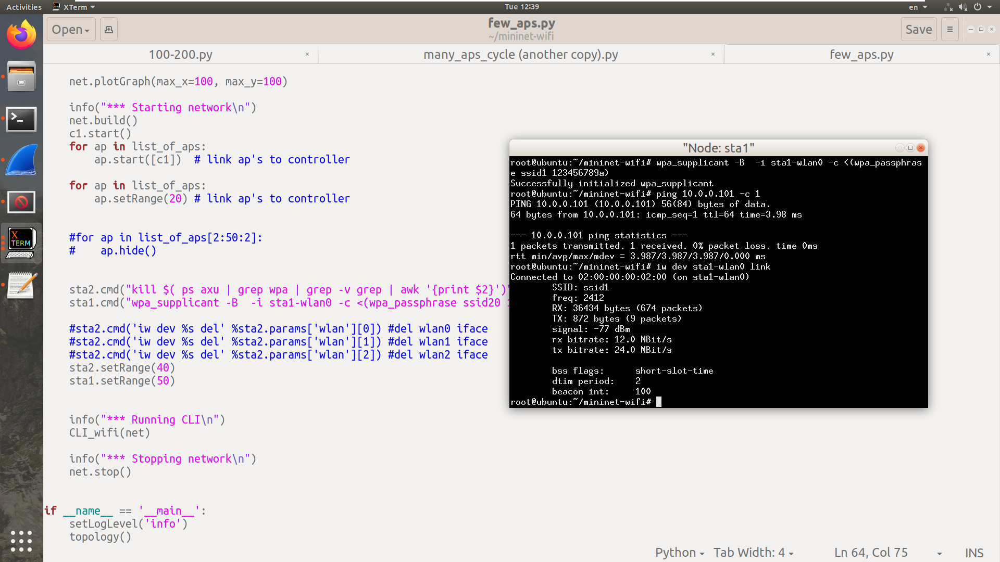 Activities
XTerm
Tue 12:39
en
Open
few_aps.py
~/mininet-wifi
Save
100-200.py
many_aps_cycle (another copy).py
few_aps.py
net.plotGraph(max_x=100, max_y=100)
info("*** Starting network\n")
net.build()
c1.start()
for ap in list_of_aps:
ap.start([c1])  # link ap's to controller
for ap in list_of_aps:
ap.setRange(20) # link ap's to controller
#for ap in list_of_aps[2:50:2]:
#    ap.hide()
sta2.cmd("kill $( ps axu | grep wpa | grep -v grep | awk '{print $2}')"
sta1.cmd("wpa_supplicant -B  -i sta1-wlan0 -c <(wpa_passphrase ssid20
#sta2.cmd('iw dev %s del' %sta2.params['wlan'][0]) #del wlan0 iface
#sta2.cmd('iw dev %s del' %sta2.params['wlan'][1]) #del wlan1 iface
#sta2.cmd('iw dev %s del' %sta2.params['wlan'][2]) #del wlan2 iface
sta2.setRange(40)
sta1.setRange(50)
info("*** Running CLI\n")
CLI_wifi(net)
info("*** Stopping network\n")
net.stop()
if __name__ == '__main__':
setLogLevel('info')
topology()
"Node: sta1"
root@ubuntu:~/mininet-wifi# wpa_supplicant -B  -i sta1-wlan0 -c <(wpa_passphras
e ssid1 123456789a)
Successfully initialized wpa_supplicant
root@ubuntu:~/mininet-wifi# ping 10.0.0.101 -c 1
PING 10.0.0.101 (10.0.0.101) 56(84) bytes of data.
64 bytes from 10.0.0.101: icmp_seq=1 ttl=64 time=3.98 ms
--- 10.0.0.101 ping statistics ---
1 packets transmitted, 1 received, 0% packet loss, time 0ms
rtt min/avg/max/mdev = 3.987/3.987/3.987/0.000 ms
root@ubuntu:~/mininet-wifi# iw dev sta1-wlan0 link
Connected to 02:00:00:00:02:00 (on sta1-wlan0)
SSID: ssid1
freq: 2412
RX: 36434 bytes (674 packets)
TX: 872 bytes (9 packets)
signal: -77 dBm
rx bitrate: 12.0 MBit/s
tx bitrate: 24.0 MBit/s
bss flags:      short-slot-time
dtim period:    2
beacon int:     100
root@ubuntu:~/mininet-wifi#
X
TERM
Python
Tab Width: 4
Ln 64, Col 75
INS